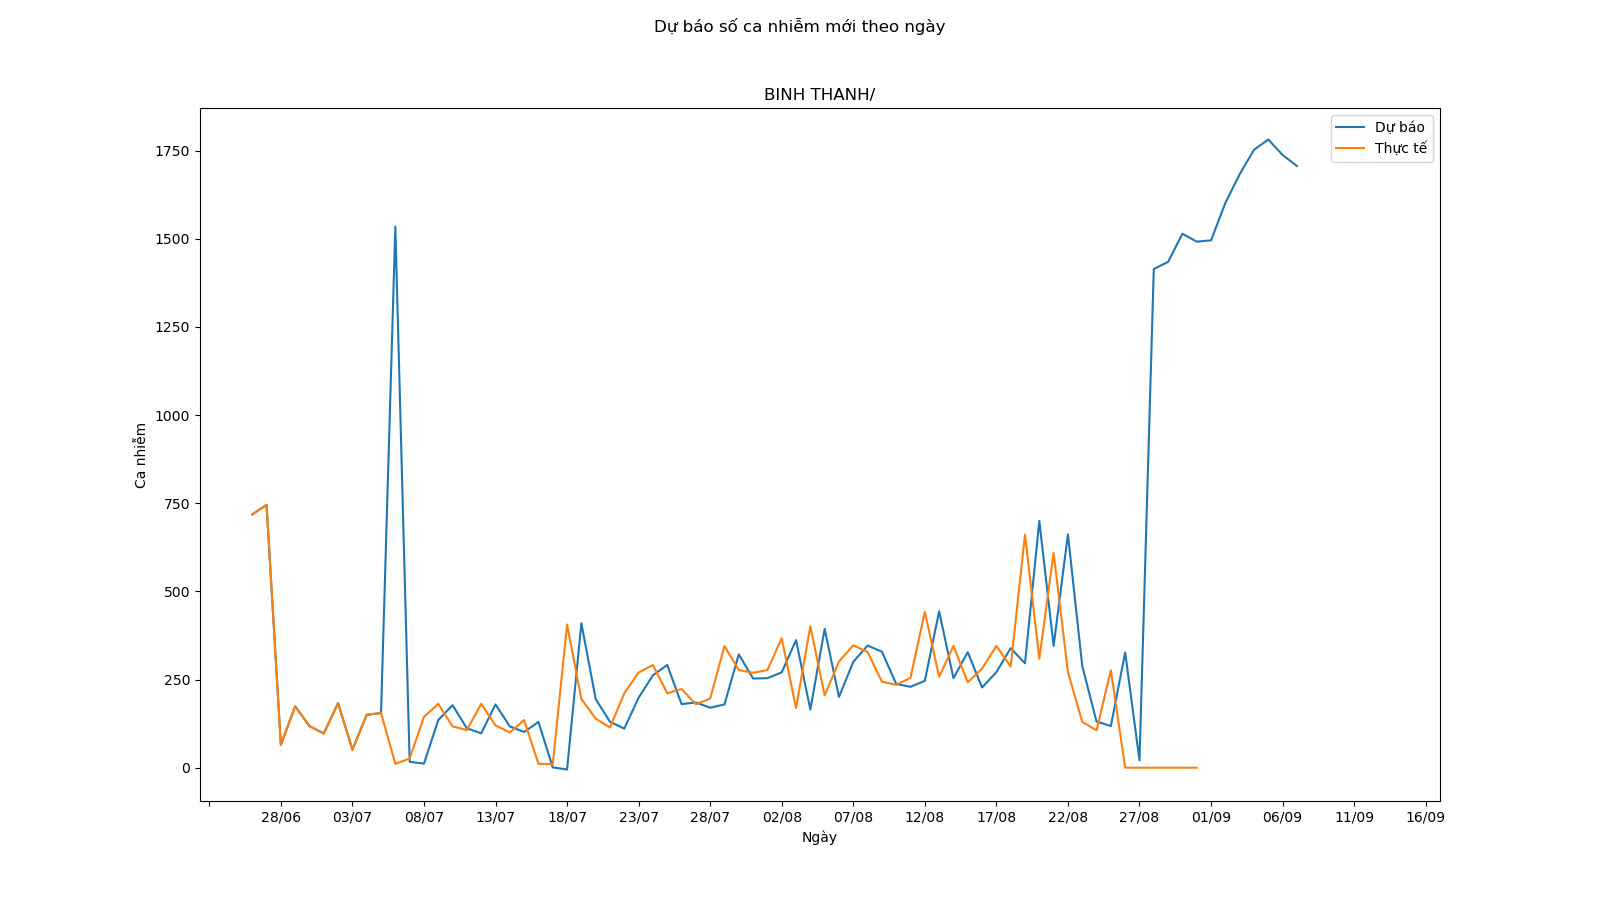 Dự báo số ca nhiễm mới theo ngày
BINH THANH/
Dự báo
Thực tế
1750
1500
1250
1000
750
500
250
0
Ca nhiễm
28/06 03/07 08/07 13/07 18/07 23/07 28/07 02/08 07/08 12/08 17/08 22/08 27/08 01/09 06/09 11/09 16/09
Ngày